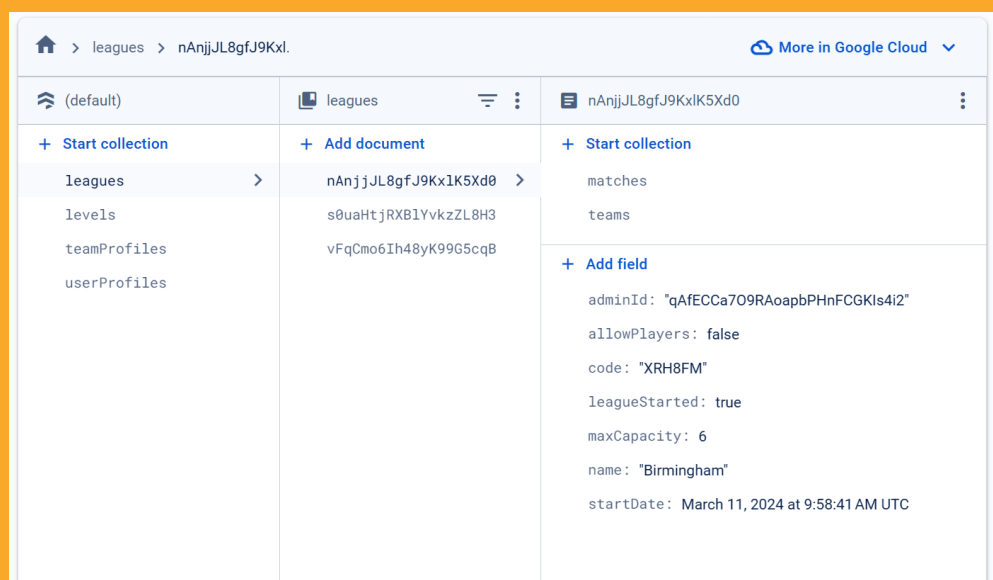 leagues > nAnjjJL8gfJ9Kxl.
More in Google Cloud
(default)
leagues
nAnjjJL8gfJ9KxlK5Xd0
+ Start collection
+ Add document
+ Start collection
leagues
nAnjjJL8gfJ9KxlK5Xd0
matches
levels
s0uaHtjRXBlYvkzZL8H3
teams
teamProfiles
vFqCmo6Ih48yK99G5cqB
userProfiles
+ Add field
adminId: "qAfECCa7O9RAoapbPHnFCGKIs4i2"
allowPlayers: false
code: "XRH8FM"
leagueStarted: true
maxCapacity: 6
name: "Birmingham"
startDate: March 11, 2024 at 9:58:41 AM UTC